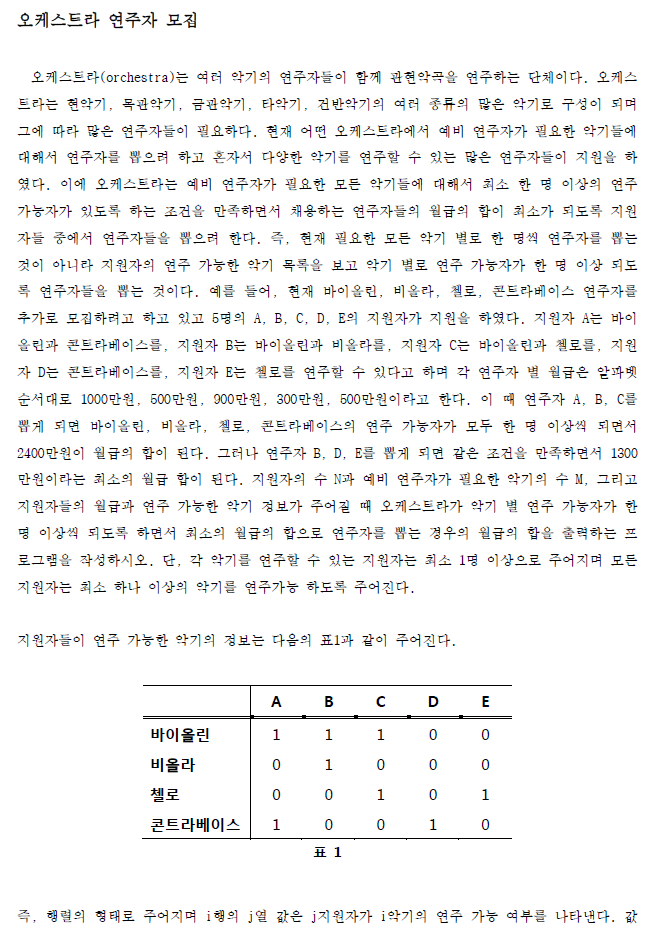 오케스트라 연주자 모집
오케스트라(orchestra)는 여러 악기의 연주자들이 함께 관현악곡을 연주하는 단체이다. 오케스
트라는 현악기, 목관악기, 금관악기, 타악기, 건반악기의 여러 종류의 많은 악기로 구성이 되며
그에 따라 많은 연주자들이 필요하다. 현재 어떤 오케스트라에서 예비 연주자가 필요한 악기들에
대해서 연주자를 뽑으려 하고 혼자서 다양한 악기를 연주할 수 있는 많은 연주자들이 지원을 하
였다. 이에 오케스트라는 예비 연주자가 필요한 모든 악기들에 대해서 최소 한 명 이상의 연주
가능자가 있도록 하는 조건을 만족하면서 채용하는 연주자들의 월급의 합이 최소가 되도록 지원
자들 중에서 연주자들을 뽑으려 한다. 즉, 현재 필요한 모든 악기 별로 한 명씩 연주자를 뽑는
것이 아니라 지원자의 연주 가능한 악기 목록을 보고 악기 별로 연주 가능자가 한 명 이상 되도
록 연주자들을 뽑는 것이다. 예를 들어, 현재 바이올린, 비올라, 첼로, 콘트라베이스 연주자를
추가로 모집하려고 하고 있고 5명의 A, B, C, D, E의 지원자가 지원을 하였다. 지원자 A는 바이
올린과 콘트라베이스를, 지원자 B는 바이올린과 비올라를, 지원자 C는 바이올린과 첼로를, 지원
자 D는 콘트라베이스를, 지원자 E는 첼로를 연주할 수 있다고 하며 각 연주자 별 월급은 알파벳
순서대로 1000만원, 500만원, 900만원, 300만원, 500만원이라고 한다. 이 때 연주자 A, B, C를
뽑게 되면 바이올린, 비올라, 첼로, 콘트라베이스의 연주 가능자가 모두 한 명 이상씩 되면서
2400만원이 월급의 합이 된다. 그러나 연주자 B, D, E를 뽑게 되면 같은 조건을 만족하면서 1300
만원이라는 최소의 월급 합이 된다. 지원자의 수 N과 예비 연주자가 필요한 악기의 수 M, 그리고
지원자들의 월급과 연주 가능한 악기 정보가 주어질 때 오케스트라가 악기 별 연주 가능자가 한
명 이상씩 되도록 하면서 최소의 월급의 합으로 연주자를 뽑는 경우의 월급의 합을 출력하는 프
로그램을 작성하시오. 단, 각 악기를 연주할 수 있는 지원자는 최소 1명 이상으로 주어지며 모든
지원자는 최소 하나 이상의 악기를 연주가능 하도록 주어진다.
지원자들이 연주 가능한 악기의 정보는 다음의 표1과 같이 주어진다.
A B C D E
바이올린 1 1 1 0 0
비올라 0 1 0 0 0
첼로 0 0 1 0 1
콘트라베이스 1 0 0 1 0
표 1
즉, 행렬의 형태로 주어지며 i행의 j열 값은 j지원자가 i악기의 연주 가능 여부를 나타낸다. 값